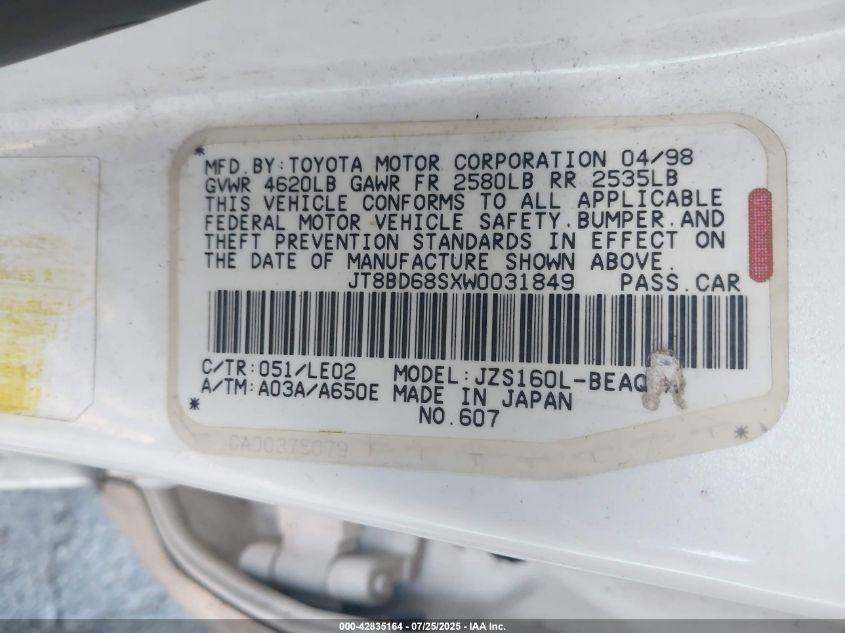 MFD.BY:TOYOTA MOTOR CORPORATION 04/98
GVWR 4620LB GAWR FR 2580LB RR 2535LB
THIS VEHICLE CONFORMS TO ALL APPLICABLE
FEDERAL MOTOR VEHICLE SAFETY.BUMPER.AND
THEFT PREVENTION STANDARDS IN EFFECT ON
THE DATE OF MANUFACTURE SHOWN ABOVE.
JT8BD68SXW0031849 PASS.CAR
C/TR:051/LE02 MODEL:JZS160L-BEAQ
A/TM:A03A/A650E MADE IN JAPAN
NO.607
CA00375079
000-42835164 - 07/25/2025 - IAA Inc.